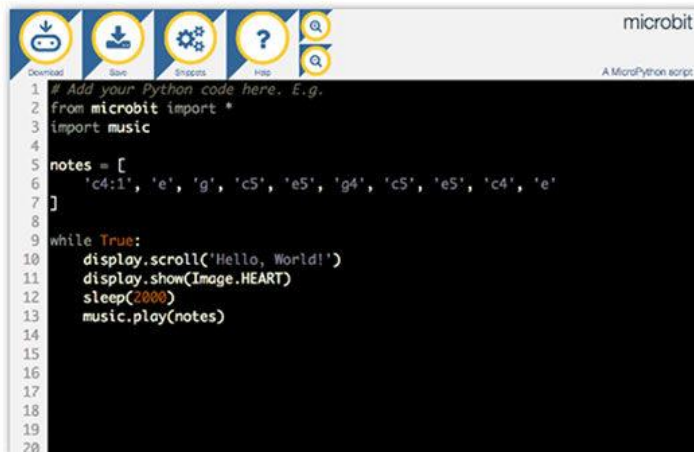 microbit
Download Save Snippets Help
A MicroPython script
1 # Add your Python code here. E.g.
2 from microbit import *
3 import music
4
5 notes = [
6     'c4:1', 'e', 'g', 'c5', 'e5', 'g4', 'c5', 'e5', 'c4', 'e'
7 ]
8
9 while True:
10     display.scroll('Hello, World!')
11     display.show(Image.HEART)
12     sleep(2000)
13     music.play(notes)
14
15
16
17
18
19
20